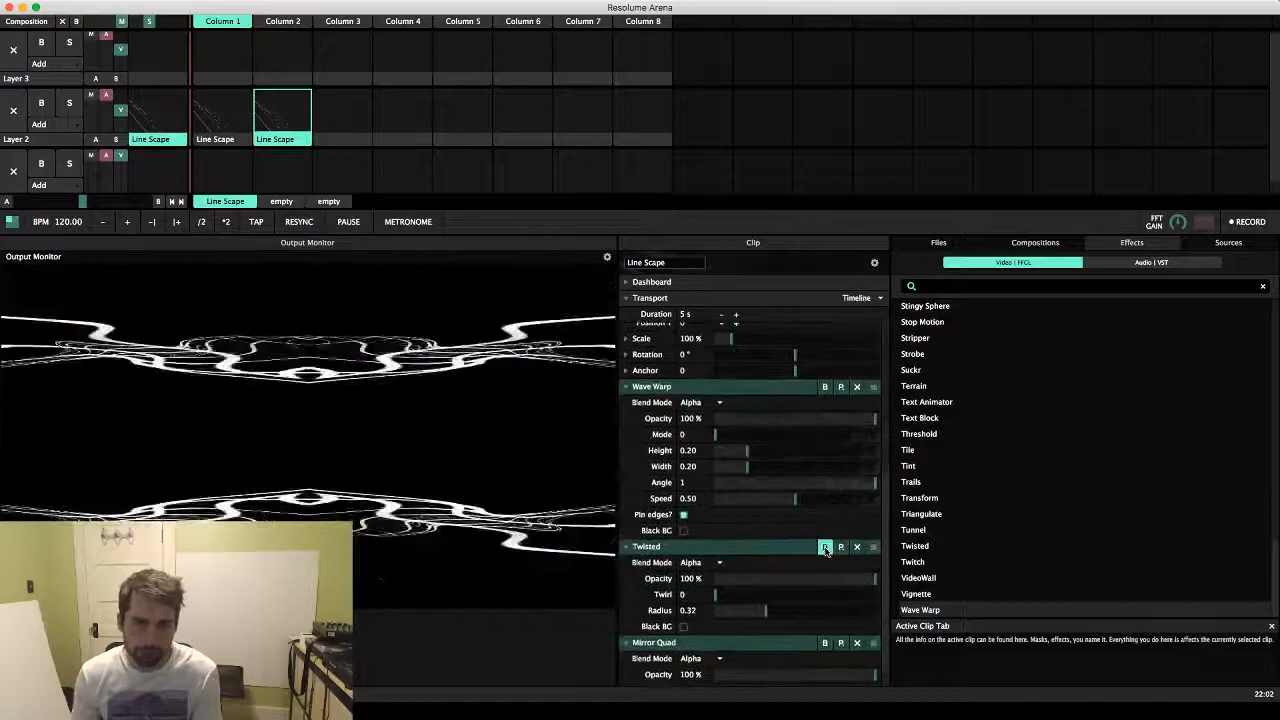 Resolume Arena
Composition X B M S Column 1 Column 2 Column 3 Column 4 Column 5 Column 6 Column 7 Column 8
B S M A
V
Add
Layer 3 A B
B S M A
V
Add
Layer 2 A B Line Scape Line Scape Line Scape
B S M A V
Add
A B Line Scape empty empty
BPM 120.00 - + -| |+ /2 *2 TAP RESYNC PAUSE METRONOME FFT GAIN RECORD
Output Monitor Clip Files Compositions Effects Sources
Output Monitor
Line Scape
Video | FFGL Audio | VST
Dashboard
Transport Timeline
Duration 5 s - +
Scale 100 %
Rotation 0 °
Anchor 0
Wave Warp B P. X
Blend Mode Alpha
Opacity 100 %
Mode 0
Height 0.20
Width 0.20
Angle 1
Speed 0.50
Pin edges?
Black BG
Twisted P. X
Blend Mode Alpha
Opacity 100 %
Twirl 0
Radius 0.32
Black BG
Mirror Quad B P. X
Blend Mode Alpha
Opacity 100 %
Stingy Sphere
Stop Motion
Stripper
Strobe
Suckr
Terrain
Text Animator
Text Block
Threshold
Tile
Tint
Trails
Transform
Triangulate
Tunnel
Twisted
Twitch
VideoWall
Vignette
Wave Warp
Active Clip Tab
All the info on the active clip can be found here. Masks, effects, you name it. Everything you do here is affects the currently selected clip.
22:02